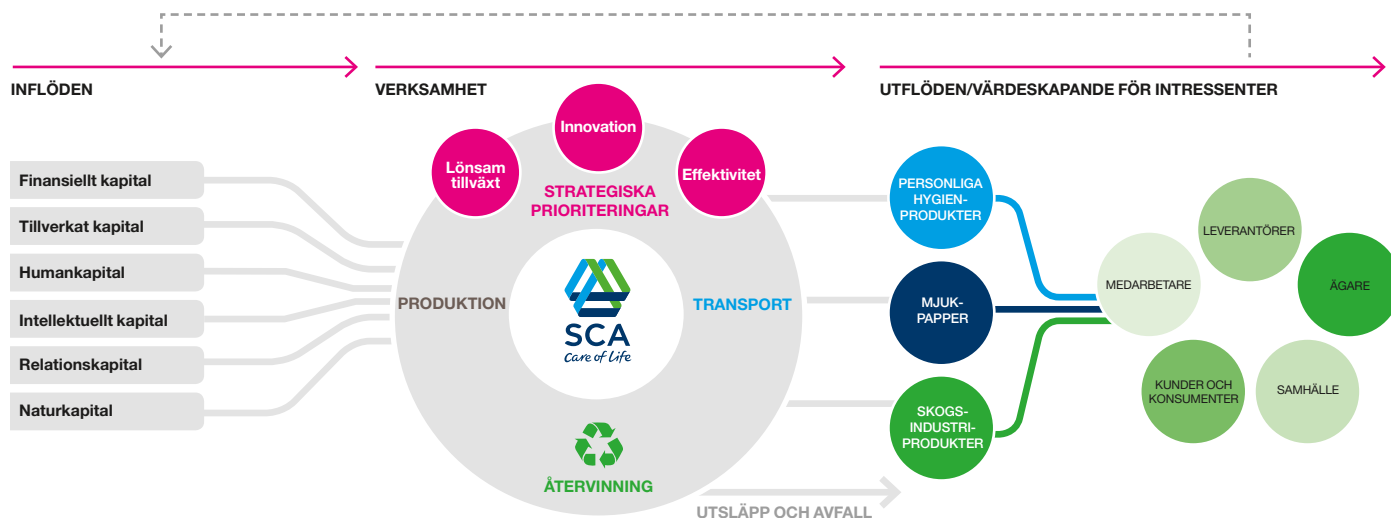 INFLÖDEN
VERKSAMHET
UTFLÖDEN/VÄRDESKAPANDE FÖR INTRESSENTER
Finansiellt kapital
Tillverkat kapital
Humankapital
Intellektuellt kapital
Relationskapital
Naturkapital
Lönsam
tillväxt
Innovation
Effektivitet
STRATEGISKA
PRIORITERINGAR
PRODUKTION
SCA
Care of Life
TRANSPORT
ÅTERVINNING
UTSLÄPP OCH AVFALL
PERSONLIGA
HYGIEN-
PRODUKTER
MJUK-
PAPPER
SKOGS-
INDUSTRI-
PRODUKTER
MEDARBETARE
LEVERANTÖRER
ÄGARE
KUNDER OCH
KONSUMENTER
SAMHÄLLE